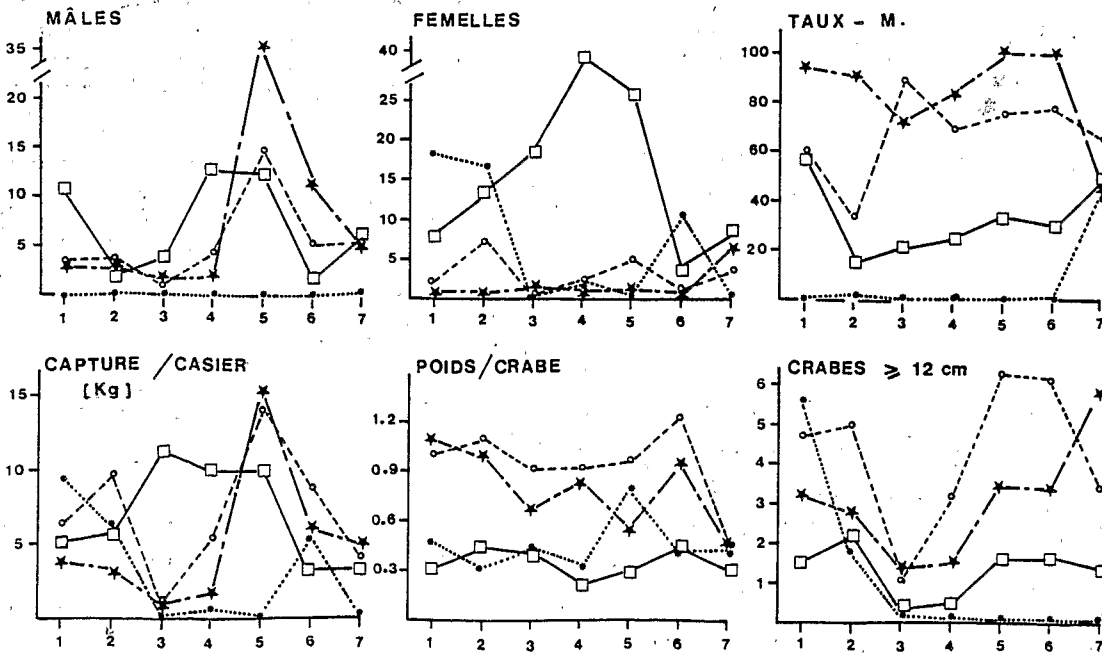 MÂLES
35
20
15
10
5
1 2 3 4 5 6 7
FEMELLES
40
25
20
15
10
5
1 2 3 4 5 6 7
TAUX - M.
100
80
60
40
20
1 2 3 4 5 6 7
CAPTURE / CASIER
[Kg]
15
10
5
1 2 3 4 5 6 7
POIDS/CRABE
1.2
0.9
0.6
0.3
1 2 3 4 5 6 7
CRABES ⩾ 12 cm
6
5
4
3
2
1
1 2 3 4 5 6 7